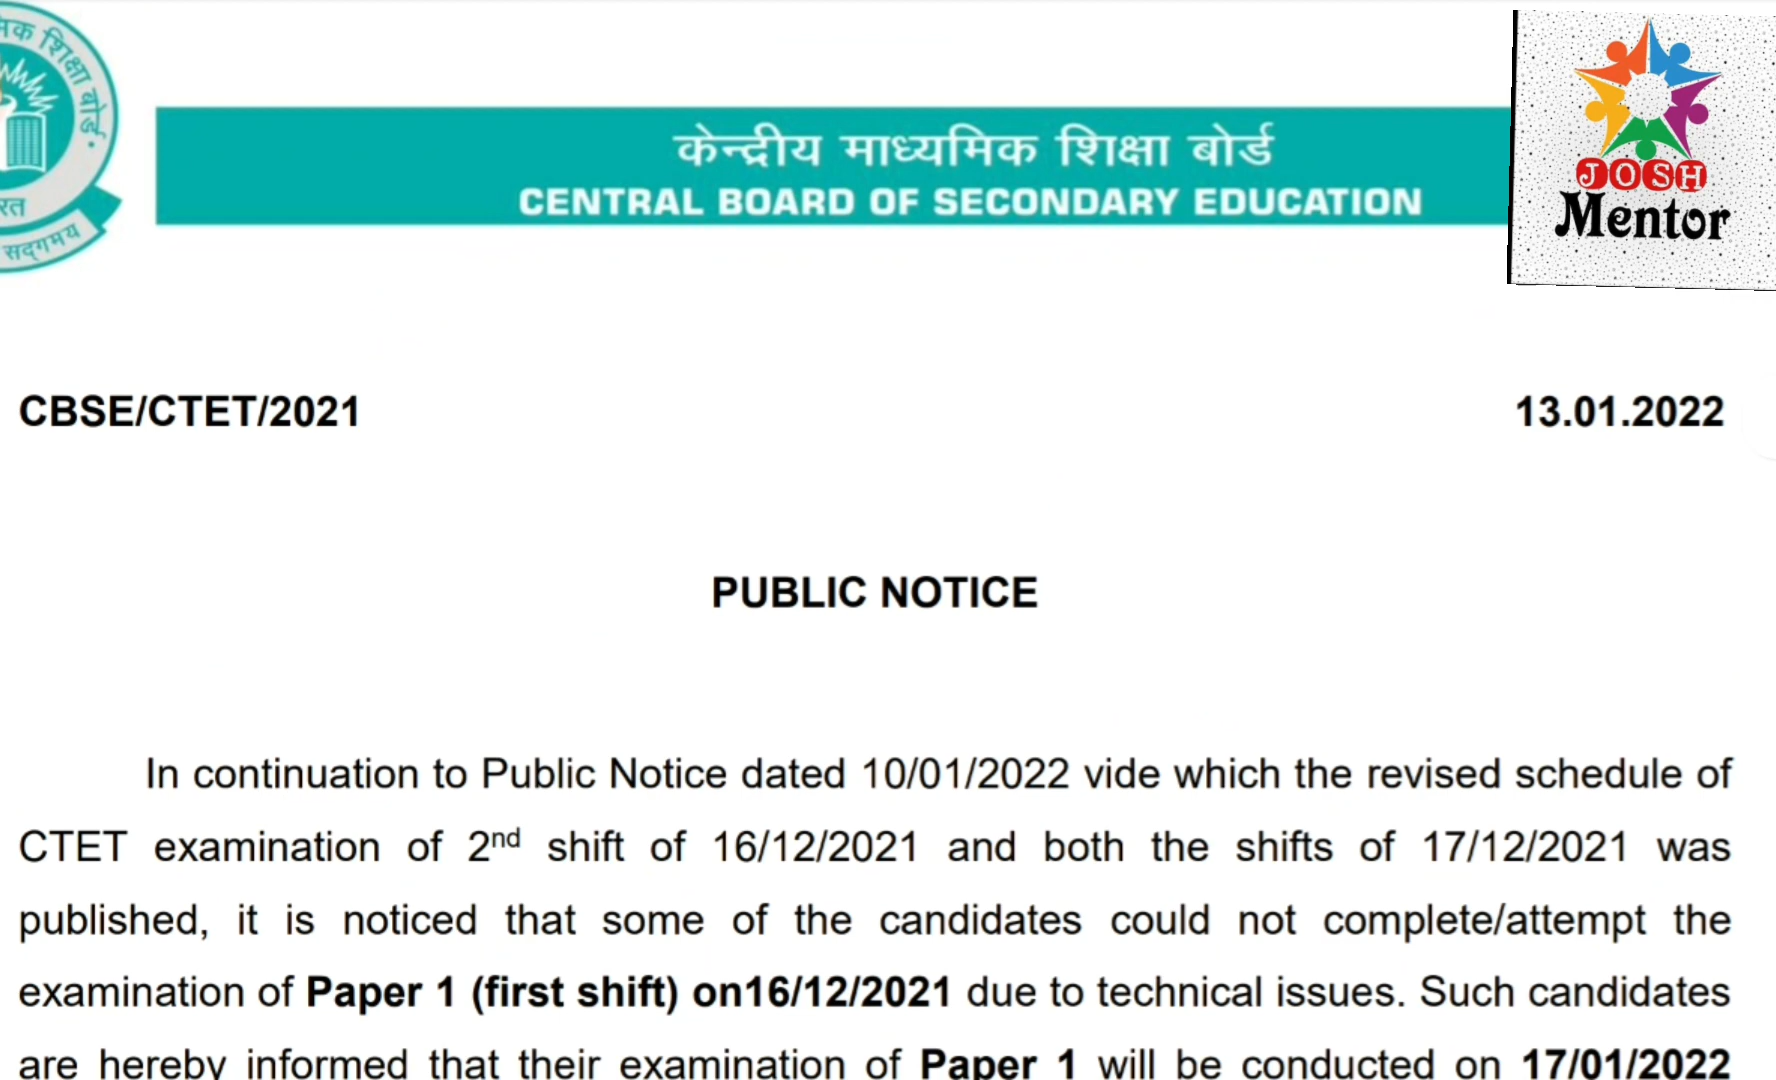 मिक शिक्षा बोर्ड
रत
सद्गमय
केन्द्रीय माध्यमिक शिक्षा बोर्ड
CENTRAL BOARD OF SECONDARY EDUCATION
JOSH
Mentor
CBSE/CTET/2021 13.01.2022
PUBLIC NOTICE
In continuation to Public Notice dated 10/01/2022 vide which the revised schedule of
CTET examination of 2nd shift of 16/12/2021 and both the shifts of 17/12/2021 was
published, it is noticed that some of the candidates could not complete/attempt the
examination of Paper 1 (first shift) on16/12/2021 due to technical issues. Such candidates
are hereby informed that their examination of Paper 1 will be conducted on 17/01/2022